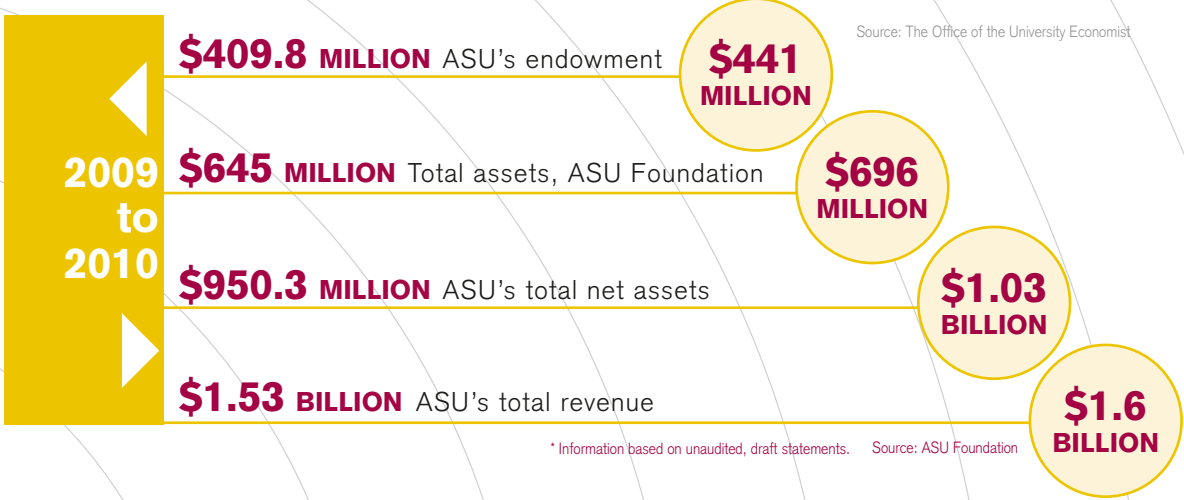 Source: The Office of the University Economist
2009
to
2010
$409.8 MILLION ASU's endowment
$441
MILLION
$645 MILLION Total assets, ASU Foundation
$696
MILLION
$950.3 MILLION ASU's total net assets
$1.03
BILLION
$1.53 BILLION ASU's total revenue
$1.6
BILLION
* Information based on unaudited, draft statements. Source: ASU Foundation